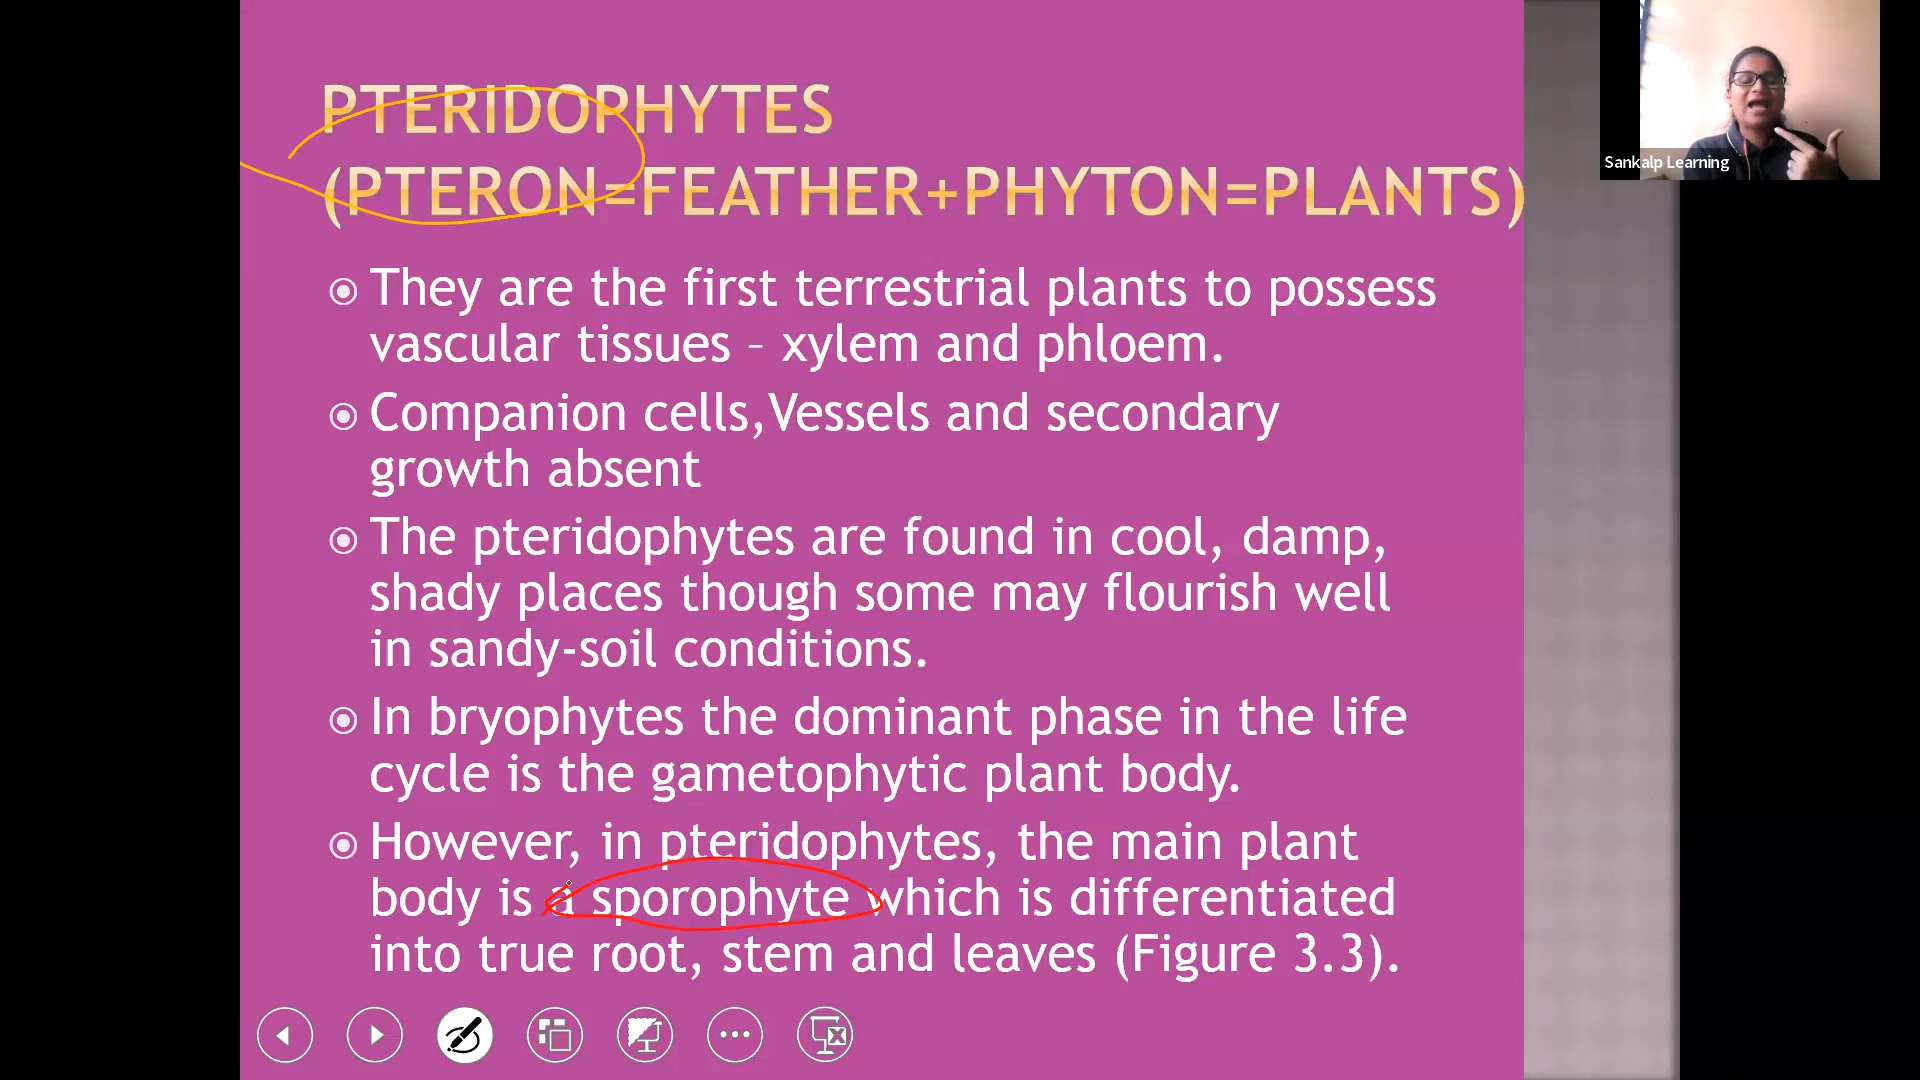 PTERIDOPHYTES
(PTERON=FEATHER+PHYTON=PLANTS)
They are the first terrestrial plants to possess
vascular tissues – xylem and phloem.
Companion cells,Vessels and secondary
growth absent
The pteridophytes are found in cool, damp,
shady places though some may flourish well
in sandy-soil conditions.
In bryophytes the dominant phase in the life
cycle is the gametophytic plant body.
However, in pteridophytes, the main plant
body is a sporophyte which is differentiated
into true root, stem and leaves (Figure 3.3).
Sankalp Learning